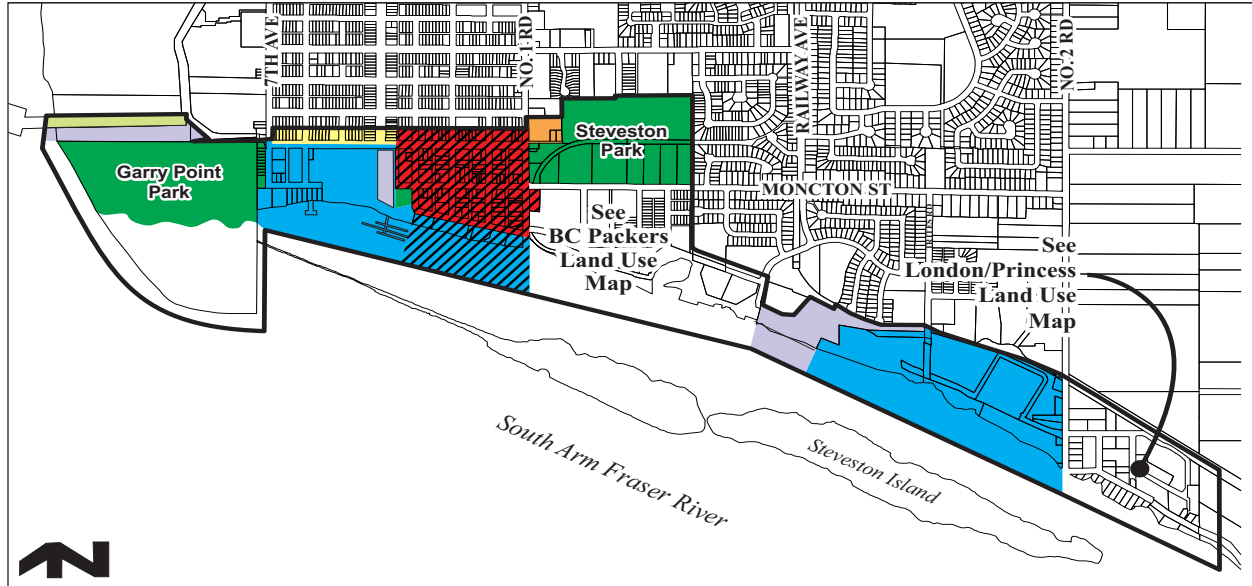 7TH AVE
NO. 1 RD
RAILWAY AVE
NO. 2 RD
Garry Point
Park
Steveston
Park
MONCTON ST
See
BC Packers
Land Use
Map
See
London/Princess
Land Use
Map
South Arm Fraser River
Steveston Island
N